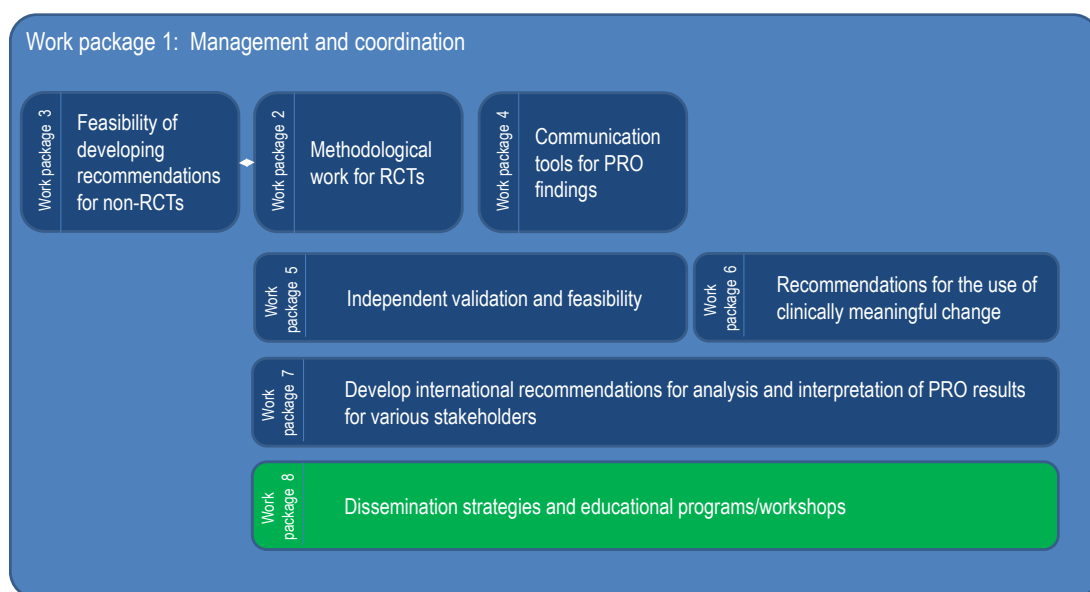 Work package 1:  Management and coordination
Work package 3
Feasibility of
developing
recommendations
for non-RCTs
Work package 2
Methodological
work for RCTs
Work package 4
Communication
tools for PRO
findings
Work
package 5
Independent validation and feasibility
Work
package 6
Recommendations for the use of
clinically meaningful change
Work
package 7
Develop international recommendations for analysis and interpretation of PRO results
for various stakeholders
Work
package 8
Dissemination strategies and educational programs/workshops